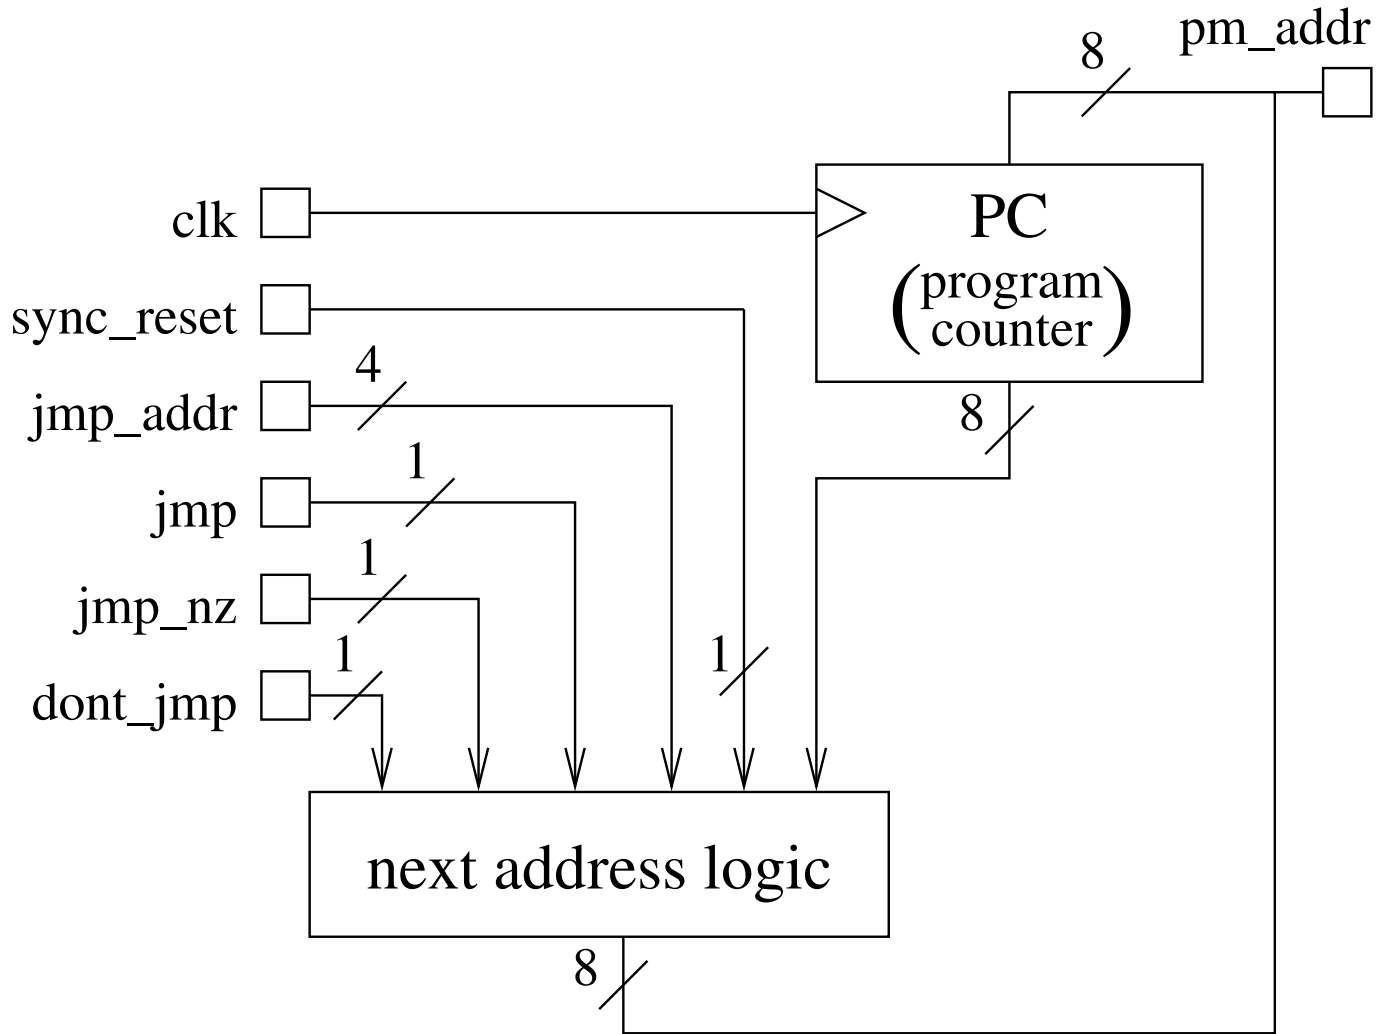 pm_addr
8
clk
PC
(program
counter)
sync_reset
4
jmp_addr
8
1
jmp
1
jmp_nz
1
1
dont_jmp
next address logic
8